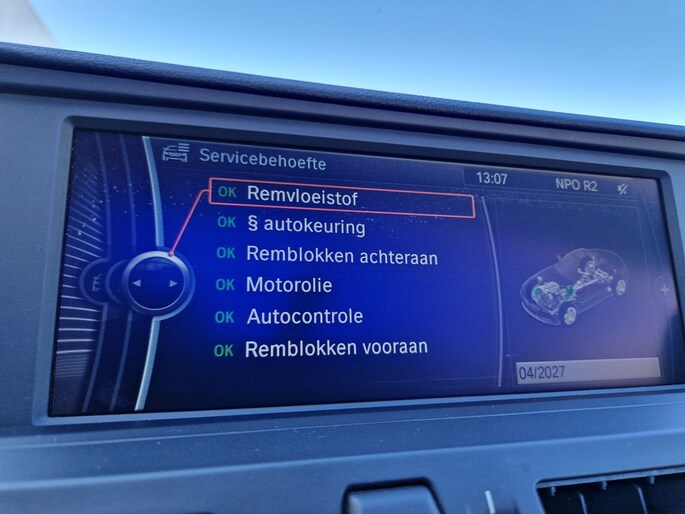 Servicebehoefte
13:07 NPO R2
OK Remvloeistof
OK § autokeuring
OK Remblokken achteraan
OK Motorolie
OK Autocontrole
OK Remblokken vooraan
04/2027